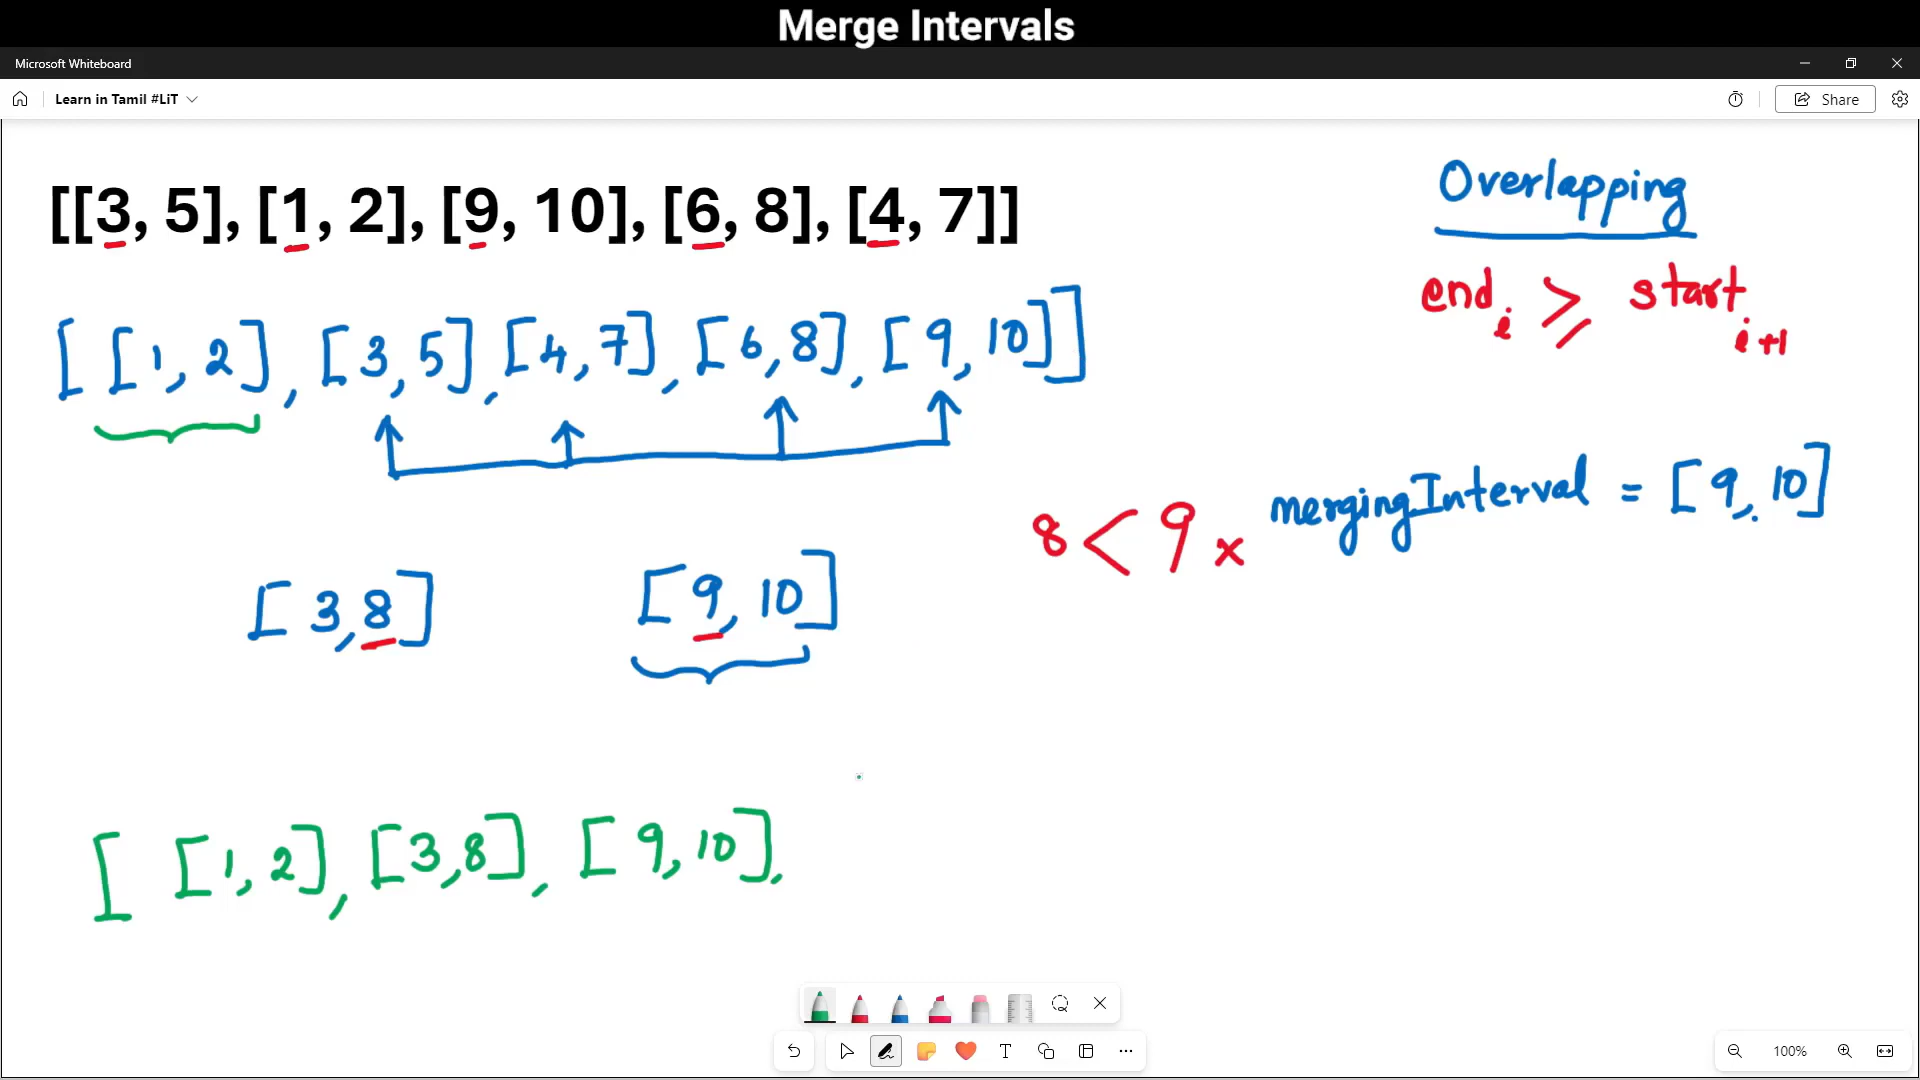 Merge Intervals
Microsoft Whiteboard
Learn in Tamil #LiT
Share
[[3, 5], [1, 2], [9, 10], [6, 8], [4, 7]]
Overlapping
end i ⩾ start i+1
[ [1, 2], [3, 5], [4, 7], [6, 8], [9, 10]]
8 < 9 × mergingInterval = [9, 10]
[3, 8] [9, 10]
[ [1, 2], [3, 8], [9, 10],
T
100%